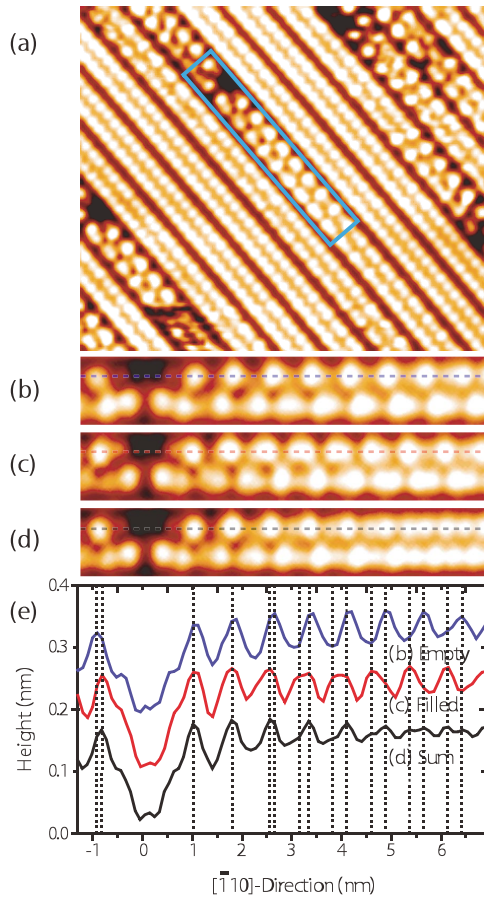 (a)
(b)
(c)
(d)
(e)
0.4
0.3
0.2
0.1
0.0
Height (nm)
(b) Empty
(c) Filled
(d) Sum
-1 0 1 2 3 4 5 6
[1̄10]-Direction (nm)